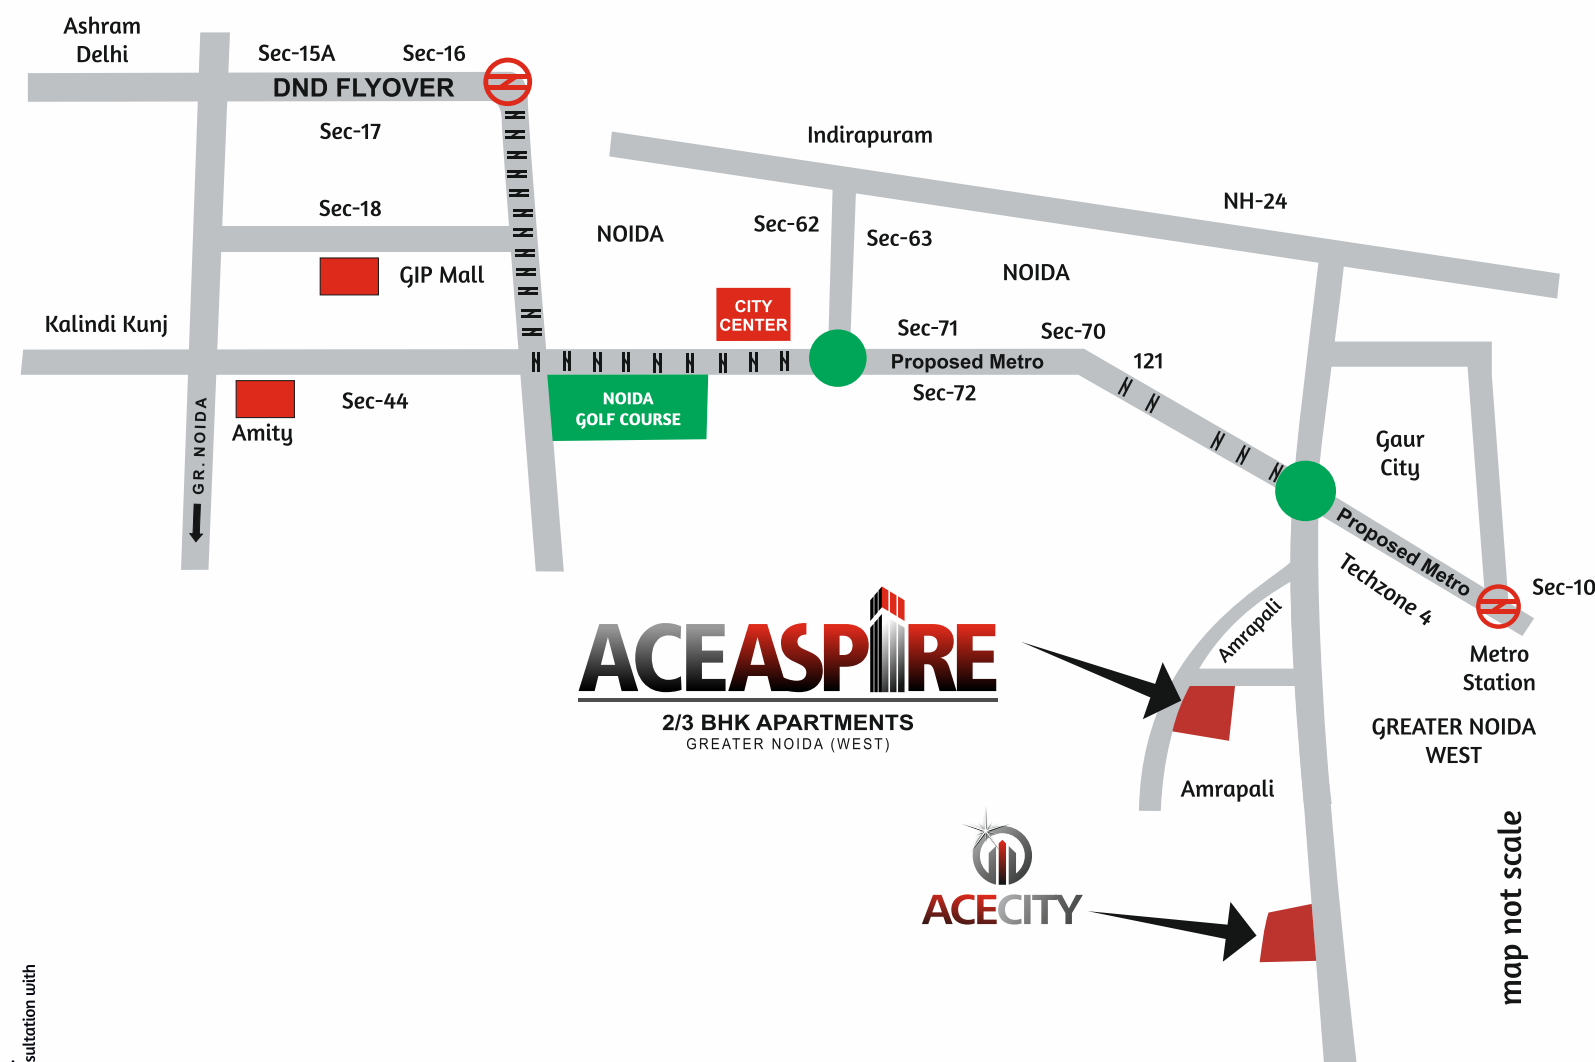 Ashram
Delhi
Sec-15A
Sec-16
DND FLYOVER
Sec-17
Indirapuram
NH-24
Sec-18
NOIDA
Sec-62
Sec-63
NOIDA
GIP Mall
CITY
CENTER
Kalindi Kunj
Sec-71
Sec-70
Proposed Metro
121
Sec-72
NOIDA
GOLF COURSE
Sec-44
Amity
GR. NOIDA
Gaur
City
Proposed Metro
Techzone 4
Sec-10
Metro
Station
Amrapali
ACEASPIRE
2/3 BHK APARTMENTS
GREATER NOIDA (WEST)
GREATER NOIDA
WEST
Amrapali
ACECITY
map not scale
sultation with